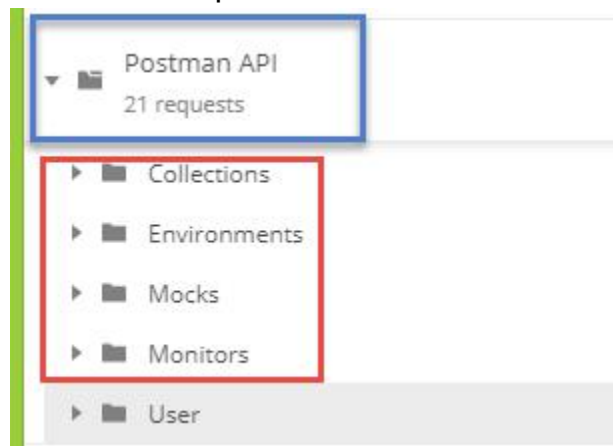 Postman API
21 requests
Collections
Environments
Mocks
Monitors
User